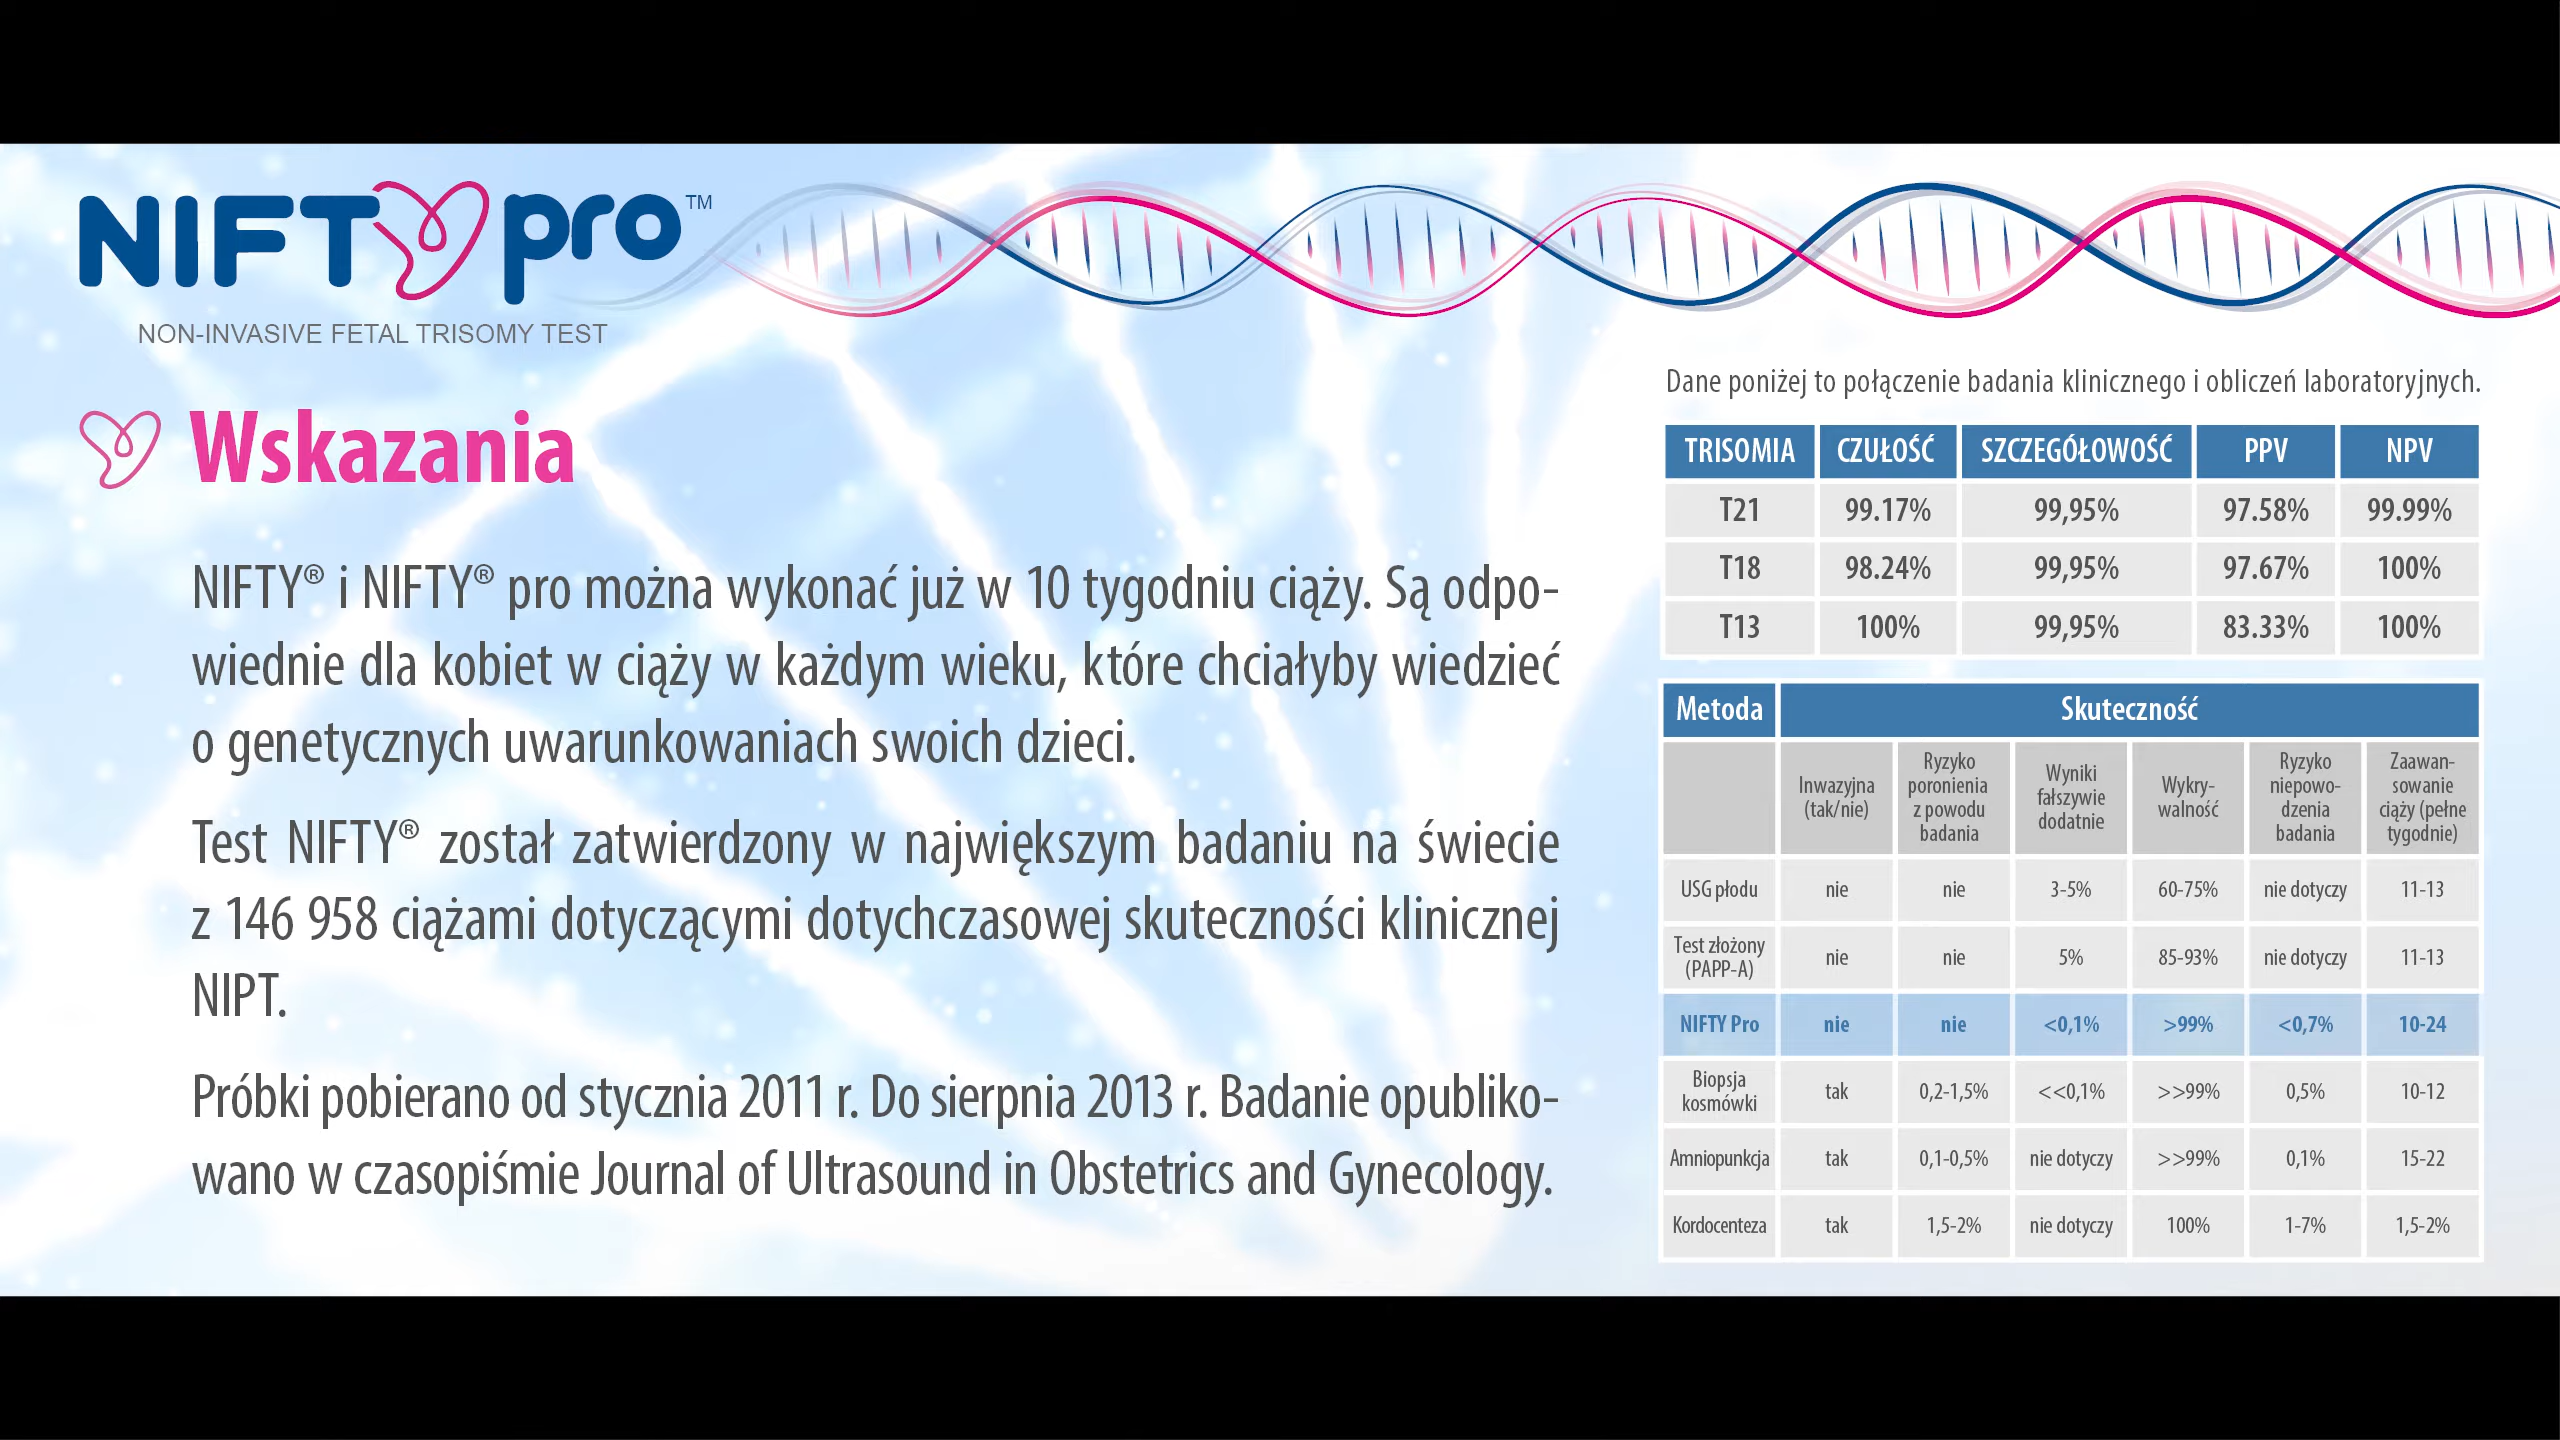 NIFTY pro™
NON-INVASIVE FETAL TRISOMY TEST
Wskazania
NIFTY® i NIFTY® pro można wykonać już w 10 tygodniu ciąży. Są odpo-
wiednie dla kobiet w ciąży w każdym wieku, które chciałyby wiedzieć
o genetycznych uwarunkowaniach swoich dzieci.
Test NIFTY® został zatwierdzony w największym badaniu na świecie
z 146 958 ciążami dotyczącymi dotychczasowej skuteczności klinicznej
NIPT.
Próbki pobierano od stycznia 2011 r. Do sierpnia 2013 r. Badanie opubliko-
wano w czasopiśmie Journal of Ultrasound in Obstetrics and Gynecology.
Dane poniżej to połączenie badania klinicznego i obliczeń laboratoryjnych.
TRISOMIA CZUŁOŚĆ SZCZEGÓŁOWOŚĆ PPV NPV
T21 99.17% 99,95% 97.58% 99.99%
T18 98.24% 99,95% 97.67% 100%
T13 100% 99,95% 83.33% 100%
Metoda Skuteczność
Inwazyjna
(tak/nie)
Ryzyko
poronienia
z powodu
badania
Wyniki
fałszywie
dodatnie
Wykry-
walność
Ryzyko
niepowo-
dzenia
badania
Zaawan-
sowanie
ciąży (pełne
tygodnie)
USG płodu nie nie 3-5% 60-75% nie dotyczy 11-13
Test złożony
(PAPP-A) nie nie 5% 85-93% nie dotyczy 11-13
NIFTY Pro nie nie <0,1% >99% <0,7% 10-24
Biopsja
kosmówki tak 0,2-1,5% <<0,1% >>99% 0,5% 10-12
Amniopunkcja tak 0,1-0,5% nie dotyczy >>99% 0,1% 15-22
Kordocenteza tak 1,5-2% nie dotyczy 100% 1-7% 1,5-2%